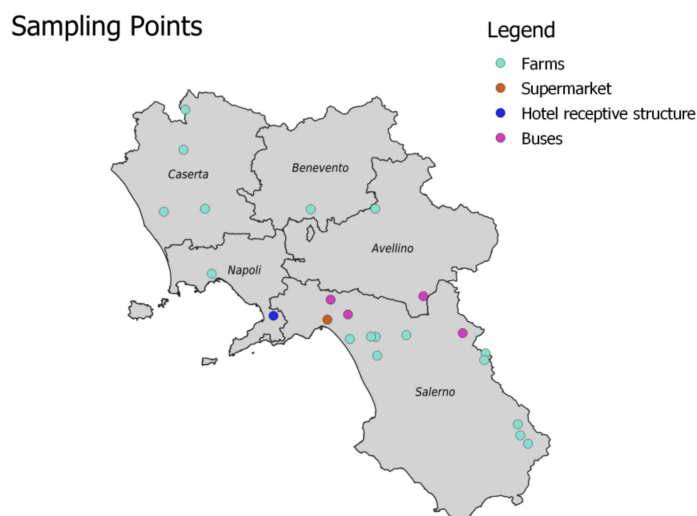 Sampling Points
Legend
Farms
Supermarket
Hotel receptive structure
Buses
Caserta
Benevento
Avellino
Napoli
Salerno